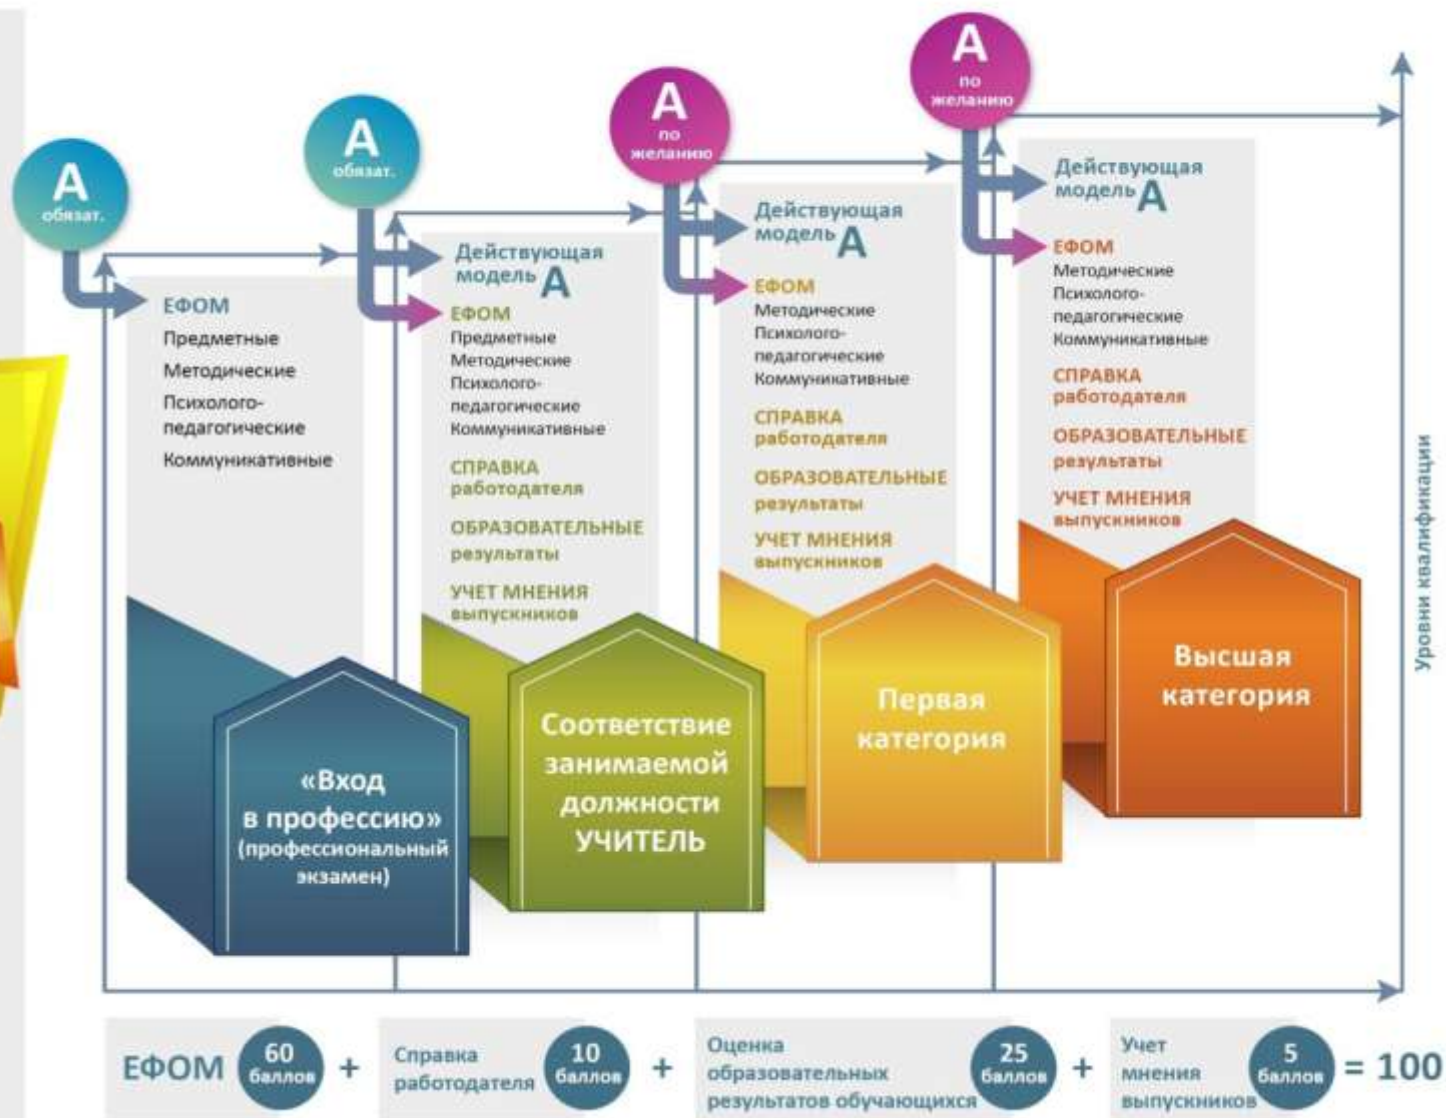 А
обязат.
ЕФОМ
Предметные
Методические
Психолого-
педагогические
Коммуникативные
«Вход
в профессию»
(профессиональный
экзамен)
А
обязат.
Действующая
модель А
ЕФОМ
Предметные
Методические
Психолого-
педагогические
Коммуникативные
СПРАВКА
работодателя
ОБРАЗОВАТЕЛЬНЫЕ
результаты
УЧЕТ МНЕНИЯ
выпускников
Соответствие
занимаемой
должности
УЧИТЕЛЬ
А
по
желанию
Действующая
модель А
ЕФОМ
Методические
Психолого-
педагогические
Коммуникативные
СПРАВКА
работодателя
ОБРАЗОВАТЕЛЬНЫЕ
результаты
УЧЕТ МНЕНИЯ
выпускников
Первая
категория
А
по
желанию
Действующая
модель А
ЕФОМ
Методические
Психолого-
педагогические
Коммуникативные
СПРАВКА
работодателя
ОБРАЗОВАТЕЛЬНЫЕ
результаты
УЧЕТ МНЕНИЯ
выпускников
Высшая
категория
Уровни квалификации
ЕФОМ
60
баллов
+
Справка
работодателя
10
баллов
+
Оценка
образовательных
результатов обучающихся
25
баллов
+
Учет
мнения
выпускников
5
баллов
= 100